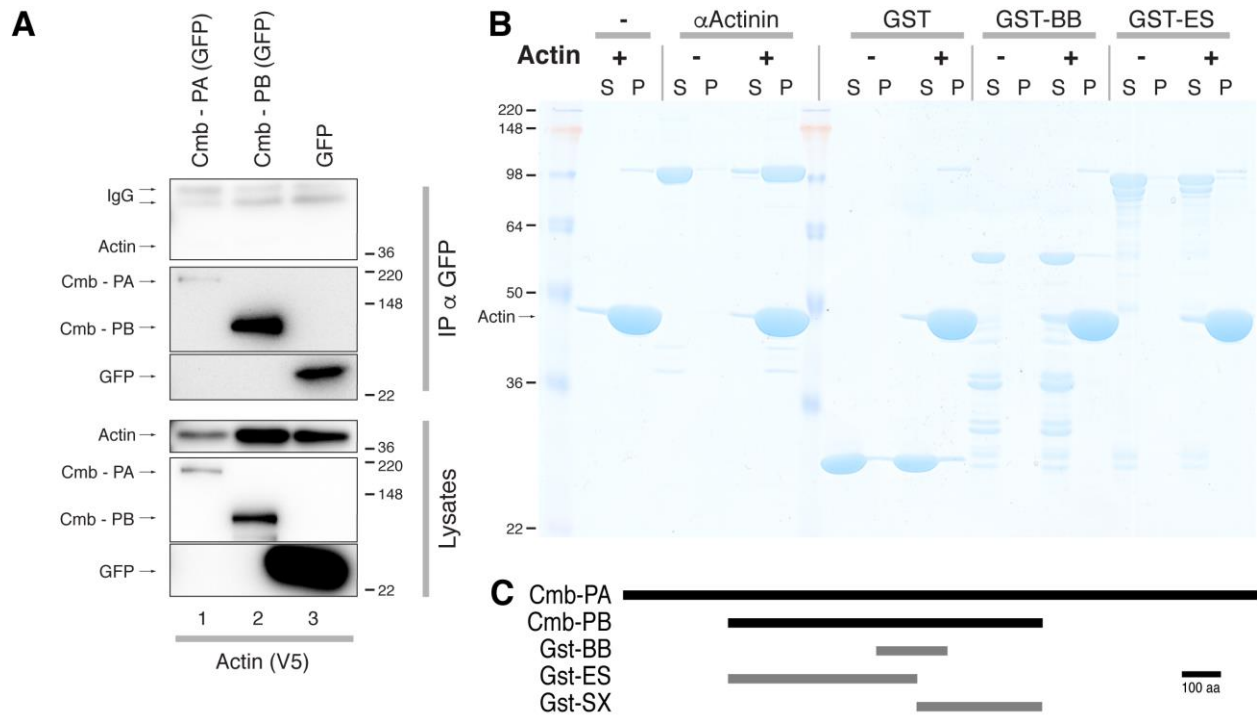 A
Cmb - PA (GFP)
Cmb - PB (GFP)
GFP
IgG
Actin
36
Cmb - PA
220
148
Cmb - PB
GFP
22
IP α GFP
Actin
36
Cmb - PA
220
148
Cmb - PB
GFP
22
Lysates
1 2 3
Actin (V5)
B
- αActinin GST GST-BB GST-ES
Actin + - + - + - + - +
S P S P S P S P S P S P S P S P S P
220
148
98
64
50
Actin
36
22
C
Cmb-PA
Cmb-PB
Gst-BB
Gst-ES
Gst-SX
100 aa